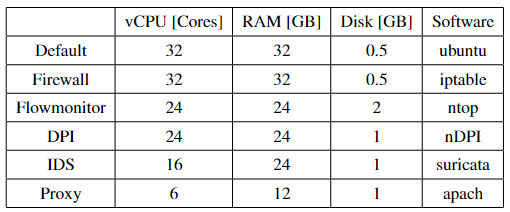 vCPU [Cores] RAM [GB] Disk [GB] Software
Default 32 32 0.5 ubuntu
Firewall 32 32 0.5 iptable
Flowmonitor 24 24 2 ntop
DPI 24 24 1 nDPI
IDS 16 24 1 suricata
Proxy 6 12 1 apach